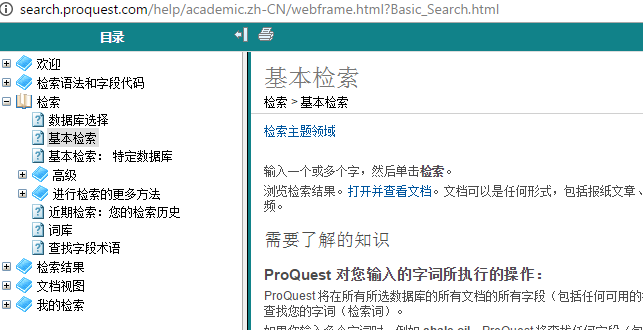 search.proquest.com/help/academic.zh-CN/webframe.html?Basic_Search.html
目录
欢迎
检索语法和字段代码
检索
数据库选择
基本检索
基本检索： 特定数据库
高级
进行检索的更多方法
近期检索：您的检索历史
词库
查找字段术语
检索结果
文档视图
我的检索
基本检索
检索 > 基本检索
检索主题领域
输入一个或多个字，然后单击检索。
浏览检索结果。打开并查看文档。文档可以是任何形式，包括报纸文章、
频。
需要了解的知识
ProQuest 对您输入的字词所执行的操作：
ProQuest 将在所有所选数据库的所有文档的所有字段（包括任何可用的
查找您的字词（检索词）。